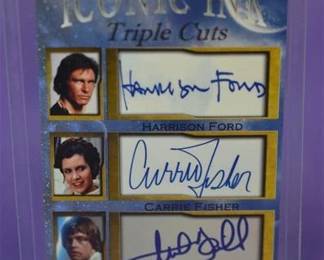 ICONIC INK
Triple Cuts
Harrison Ford
HARRISON FORD
Carrie Fisher
CARRIE FISHER